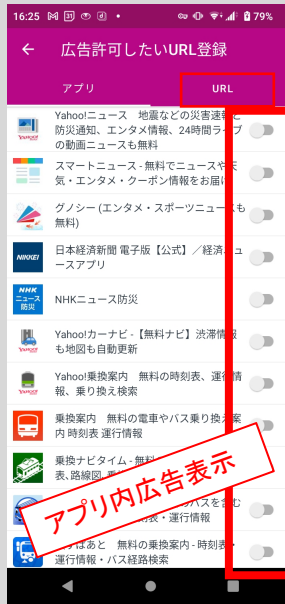 16:25 79%
広告許可したいURL登録
アプリ URL
Yahoo!ニュース 地震などの災害速報と
防災通知、エンタメ情報、24時間ライブ
の動画ニュースも無料
スマートニュース - 無料でニュースや天
気・エンタメ・クーポン情報をお届け
グノシー (エンタメ・スポーツニュースも
無料)
NIKKEI
日本経済新聞 電子版【公式】／経済ニュ
ースアプリ
NHK
ニュース
防災
NHKニュース防災
Yahoo!カーナビ -【無料ナビ】渋滞情報
も地図も自動更新
Yahoo!乗換案内 無料の時刻表、運行情
報、乗り換え検索
乗換案内 無料の電車やバス乗り換え案
内 時刻表 運行情報
乗換ナビタイム - 無料
表、路線図
アプリ内広告表示
のバスを含む
表・運行情報
無料の乗換案内 - 時刻表・
運行情報・バス経路検索